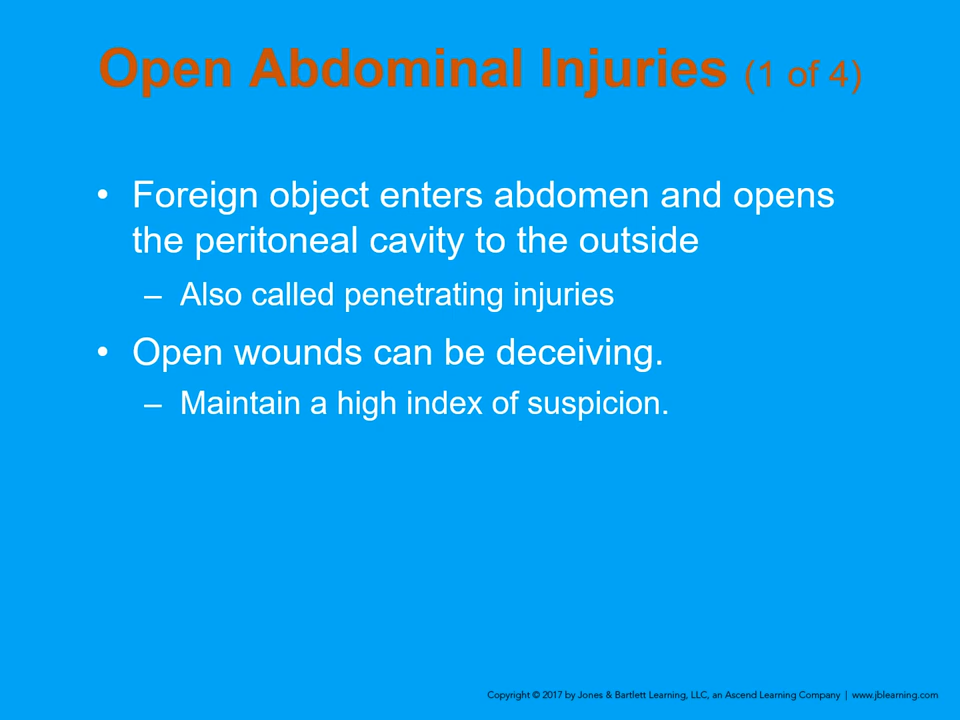 Open Abdominal Injuries (1 of 4)
• Foreign object enters abdomen and opens
the peritoneal cavity to the outside
– Also called penetrating injuries
• Open wounds can be deceiving.
– Maintain a high index of suspicion.
Copyright © 2017 by Jones & Bartlett Learning, LLC, an Ascend Learning Company | www.jblearning.com